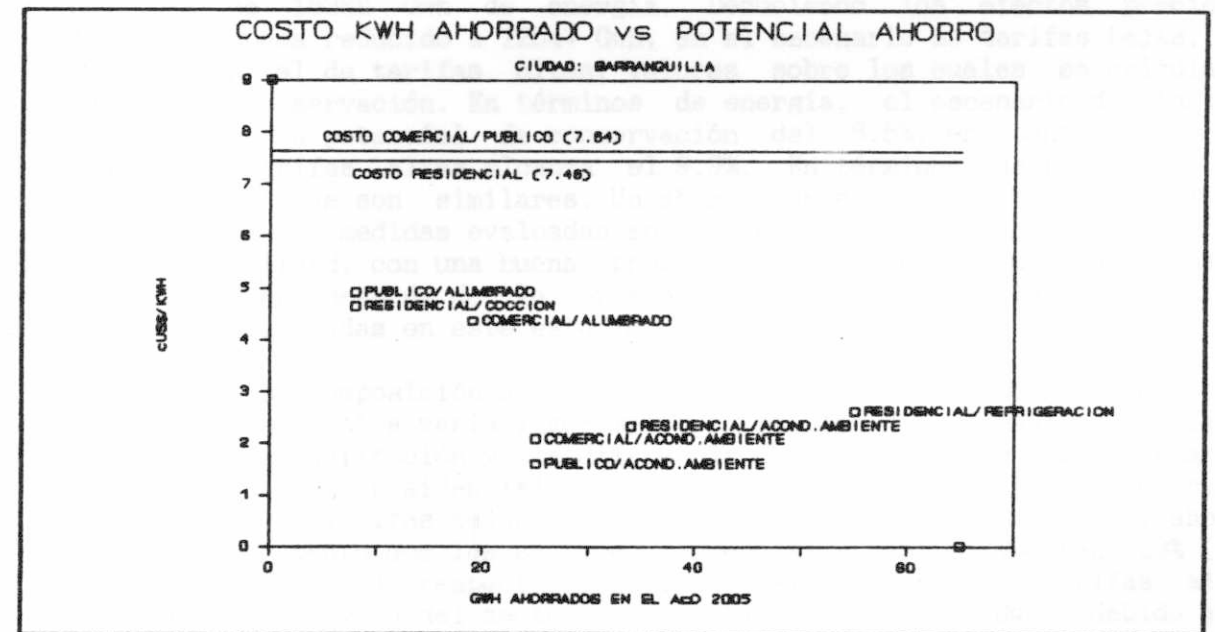 COSTO KWH AHORRADO vs POTENCIAL AHORRO
CIUDAD: BARRANQUILLA
9
8
COSTO COMERCIAL/PUBLICO (7.64)
COSTO RESIDENCIAL (7.48)
7
6
5
PUBLICO/ALUMBRADO
RESIDENCIAL/COCCION
COMERCIAL/ALUMBRADO
4
cUS$/KWH
3
RESIDENCIAL/REFRIGERACION
RESIDENCIAL/ACOND.AMBIENTE
COMERCIAL/ACOND.AMBIENTE
2
PUBLICO/ACOND.AMBIENTE
1
0
0 20 40 60
GWH AHORRADOS EN EL AcO 2005